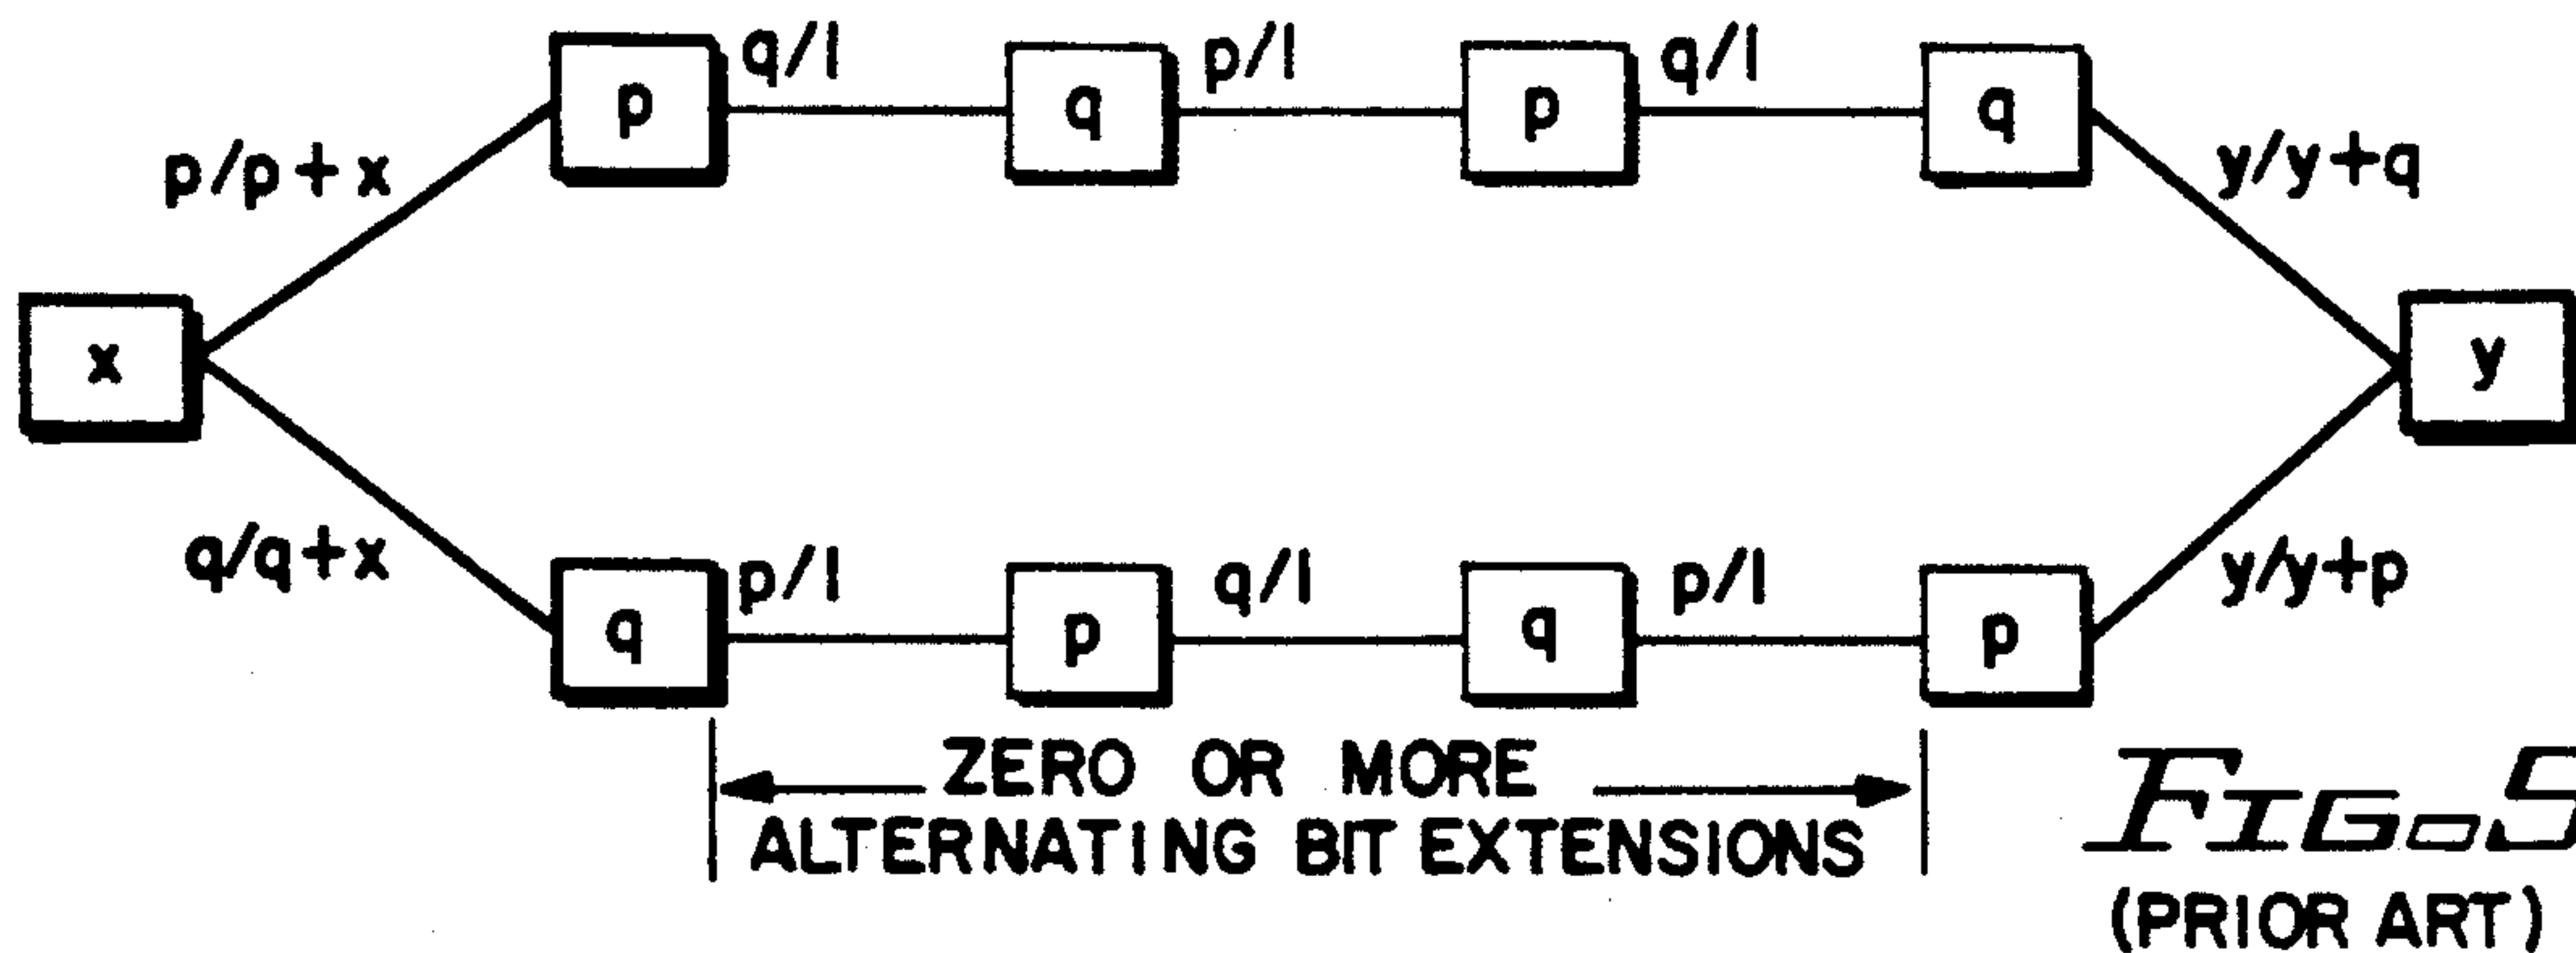 q/1 p/1 q/1
p q p q
p/p+x y/y+q
x y
q/q+x y/y+p
p/1 q/1 p/1
q p q p
ZERO OR MORE
ALTERNATING BIT EXTENSIONS
FIG. 5
(PRIOR ART)